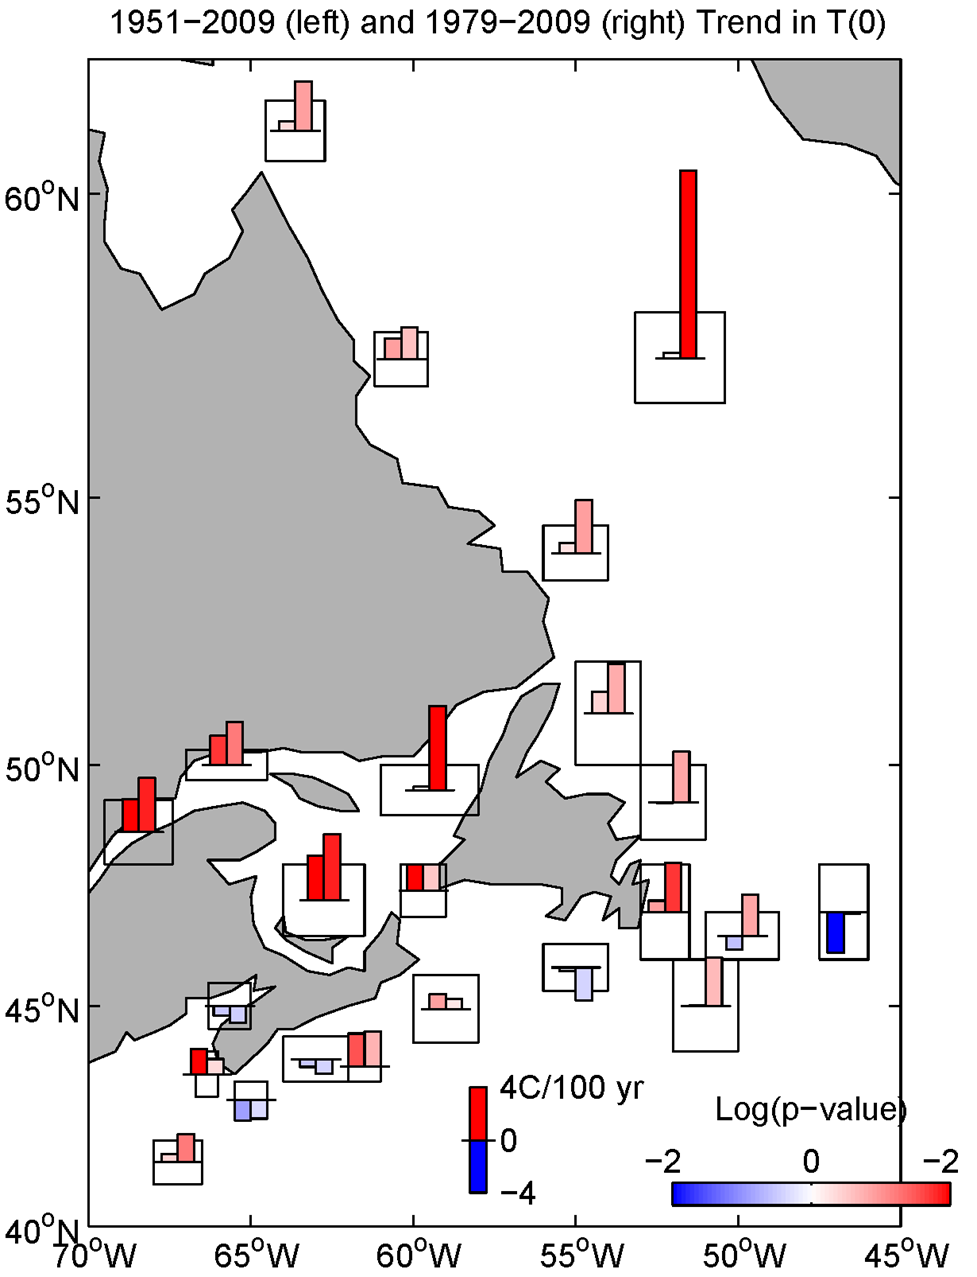 1951−2009 (left) and 1979−2009 (right) Trend in T(0)
60°N
55°N
50°N
45°N
4C/100 yr
Log(p−value)
0
−2 0 −2
−4
40°N
70°W 65°W 60°W 55°W 50°W 45°W